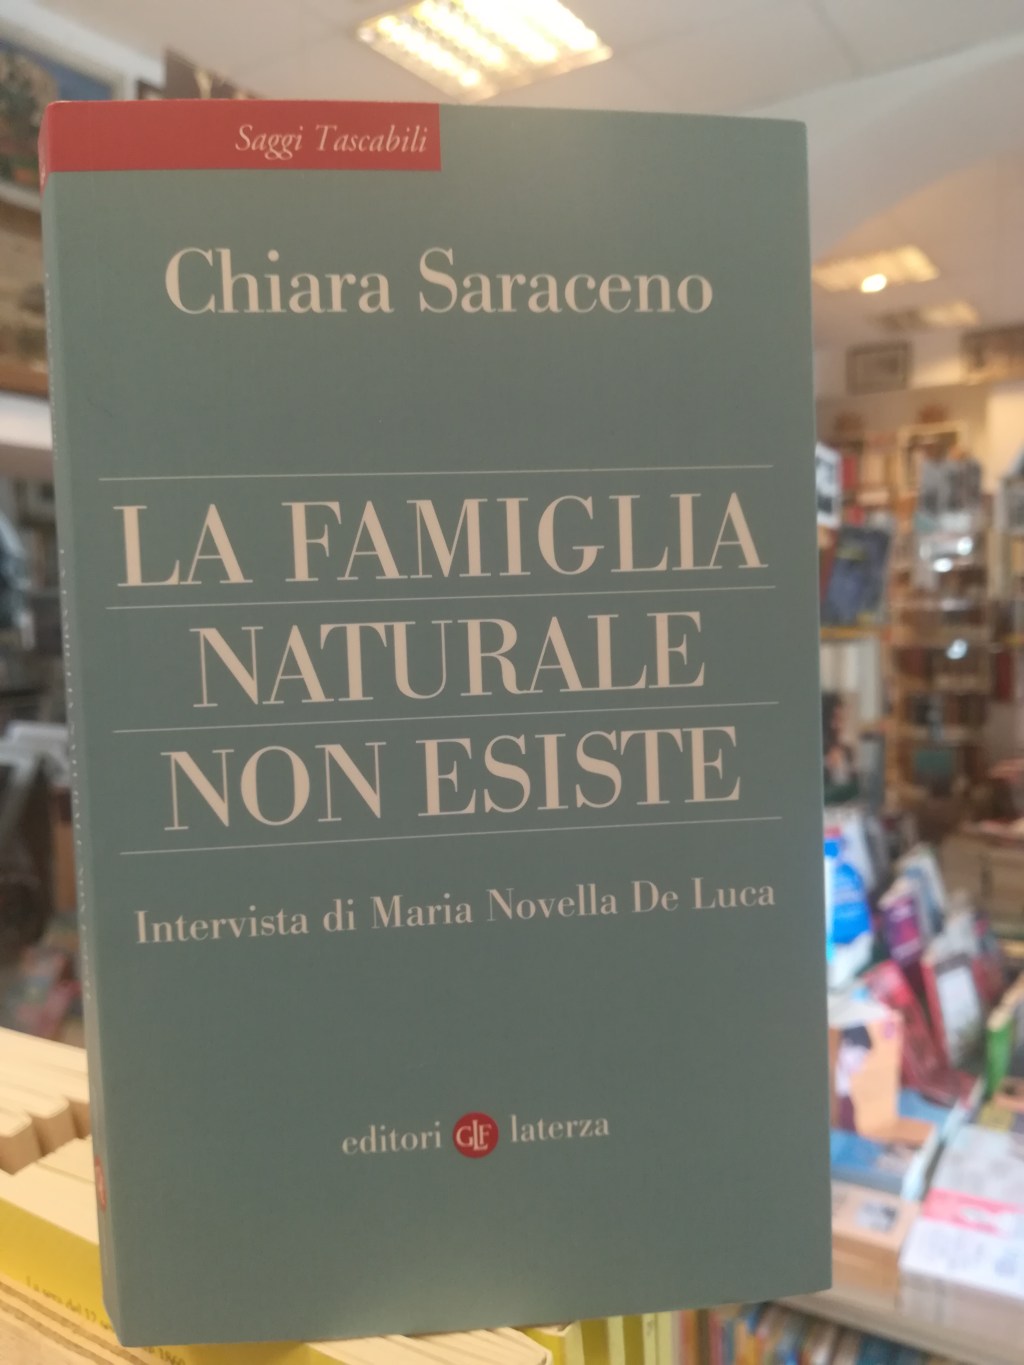 Saggi Tascabili
Chiara Saraceno
LA FAMIGLIA
NATURALE
NON ESISTE
Intervista di Maria Novella De Luca
editori GLF laterza